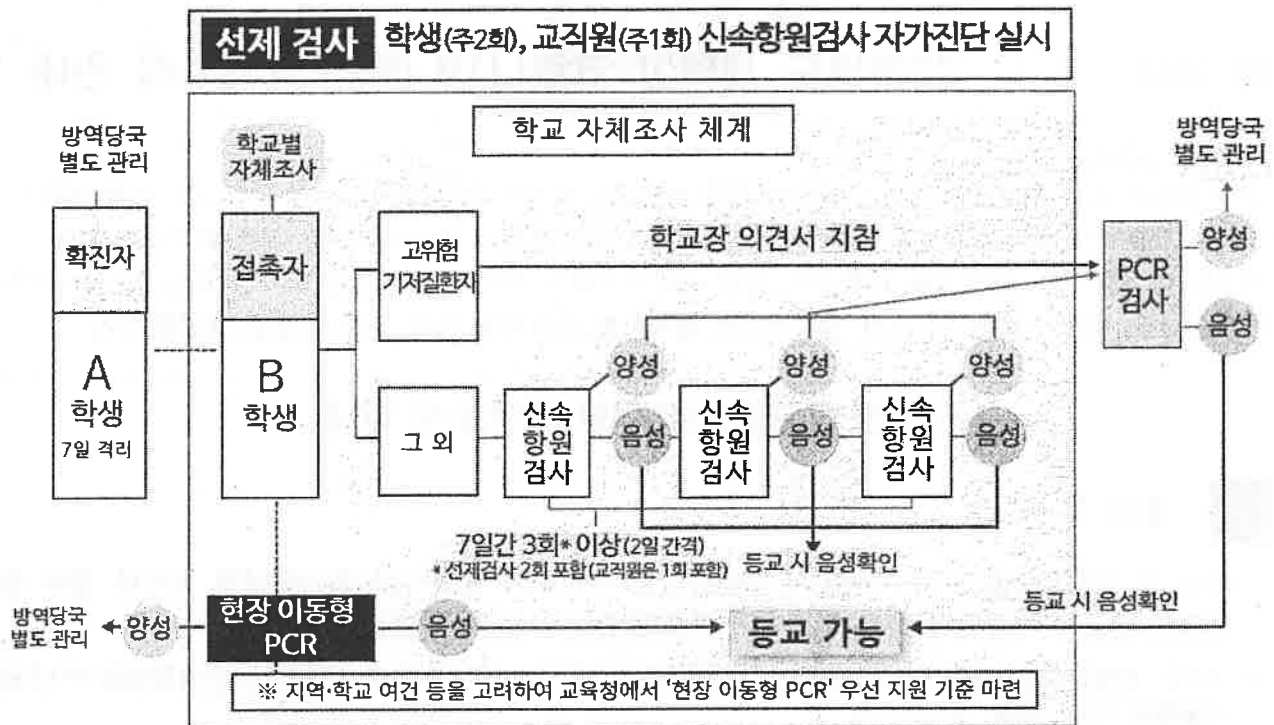 선제 검사 학생(주2회), 교직원(주1회) 신속항원검사 자가진단 실시
학교 자체조사 체계
방역당국
별도 관리
확진자
A
학생
7일 격리
학교별
자체조사
접촉자
B
학생
고위험
기저질환자
그 외
학교장 의견서 지참
신속
항원
검사
양성
음성
신속
항원
검사
양성
음성
신속
항원
검사
양성
음성
7일간 3회* 이상(2일 간격)
* 선제검사 2회 포함(교직원은 1회 포함)
등교 시 음성확인
방역당국
별도 관리
PCR
검사
양성
음성
등교 시 음성확인
방역당국
별도 관리
양성
현장 이동형
PCR
음성
등교 가능
※ 지역·학교 여건 등을 고려하여 교육청에서 '현장 이동형 PCR' 우선 지원 기준 마련